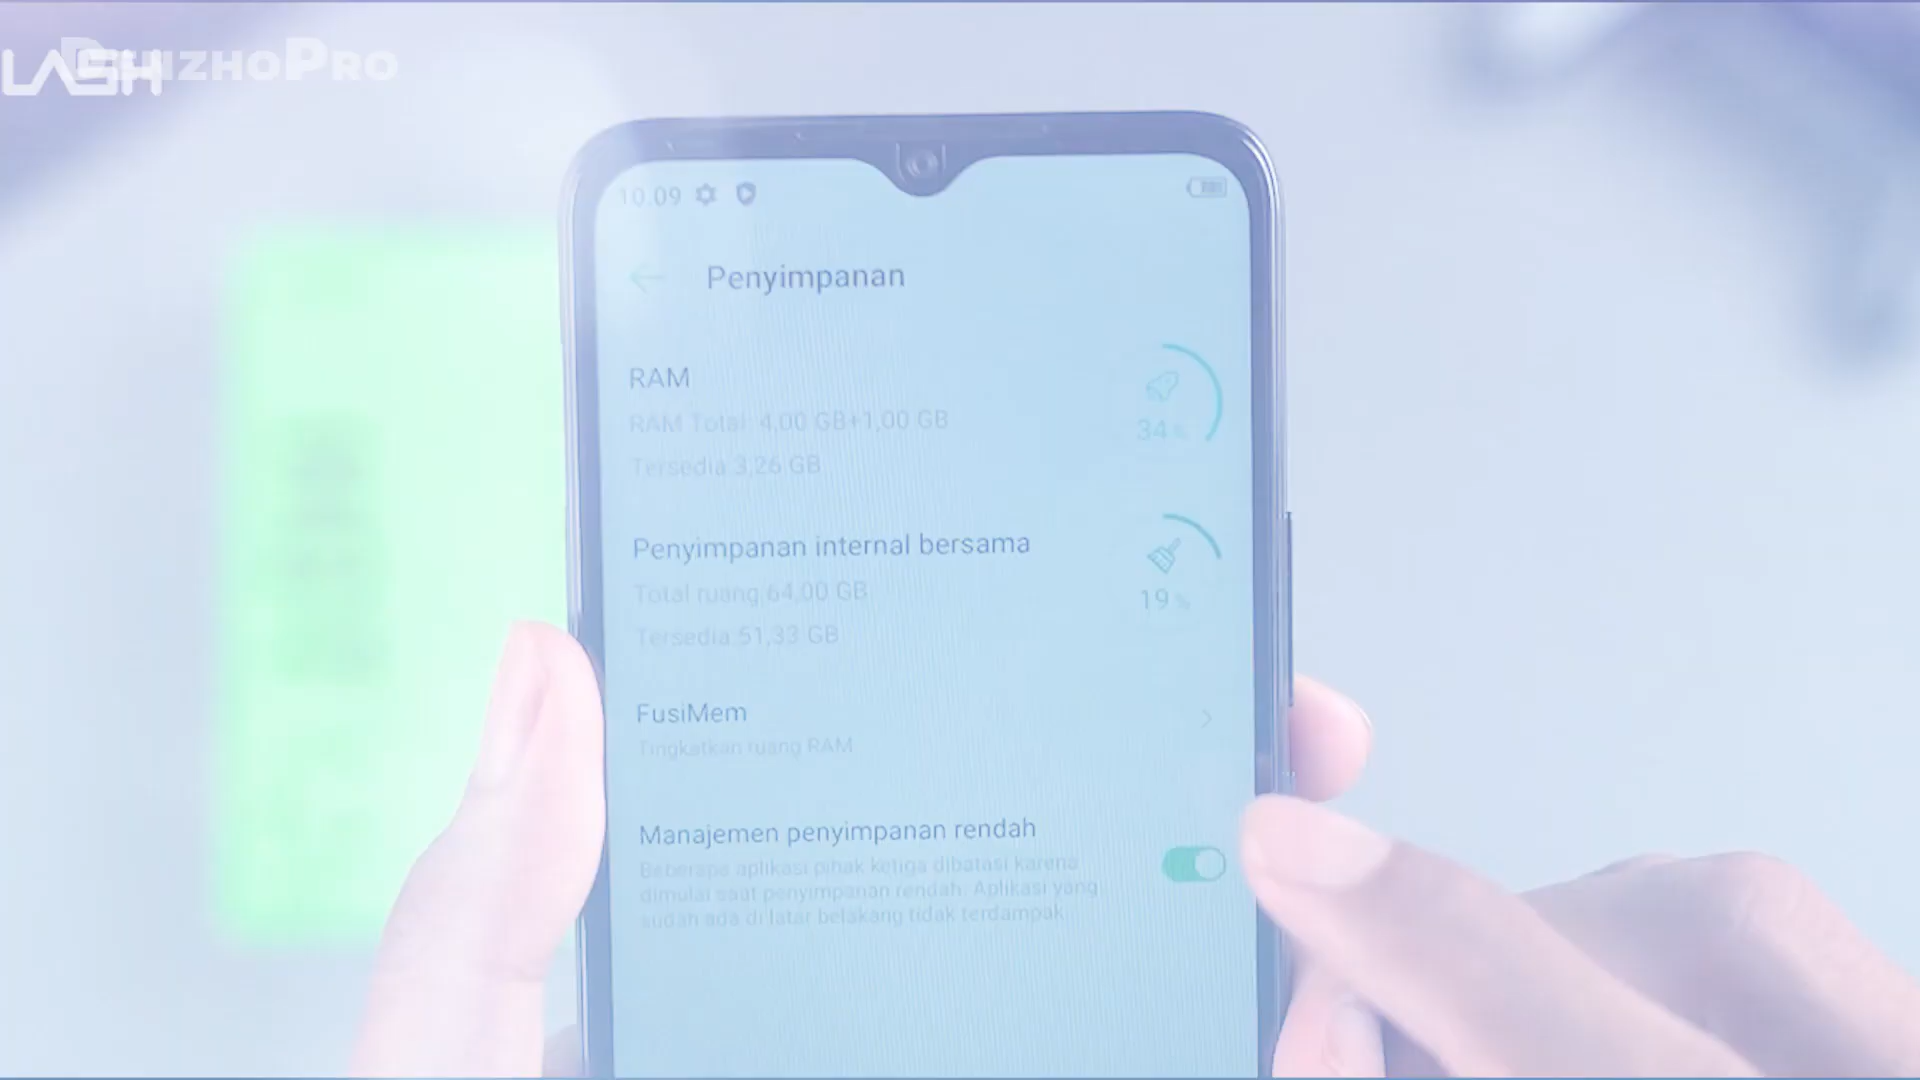 LASH
DenizhoPro
10.09
Penyimpanan
RAM
RAM Total: 4,00 GB+1,00 GB
34 %
Tersedia 3,26 GB
Penyimpanan internal bersama
Total ruang:64,00 GB
19 %
Tersedia:51,33 GB
FusiMem
Tingkatkan ruang RAM
Manajemen penyimpanan rendah
Beberapa aplikasi pihak ketiga dibatasi karena
dimulai saat penyimpanan rendah. Aplikasi yang
sudah ada di latar belakang tidak terdampak.